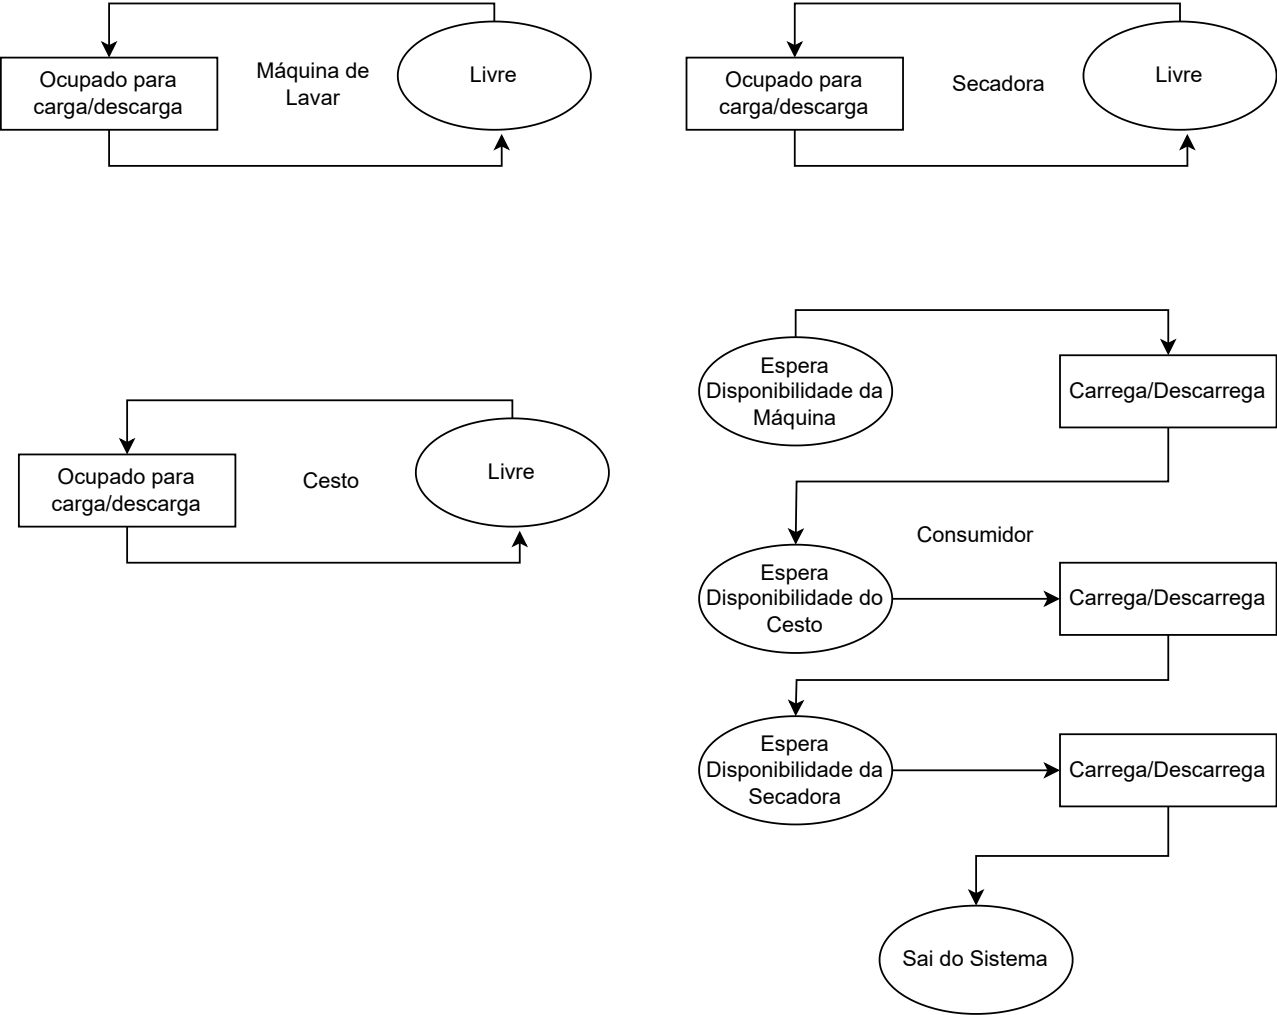 Ocupado para
carga/descarga
Máquina de
Lavar
Livre
Ocupado para
carga/descarga
Secadora
Livre
Ocupado para
carga/descarga
Cesto
Livre
Espera
Disponibilidade da
Máquina
Carrega/Descarrega
Consumidor
Espera
Disponibilidade do
Cesto
Carrega/Descarrega
Espera
Disponibilidade da
Secadora
Carrega/Descarrega
Sai do Sistema